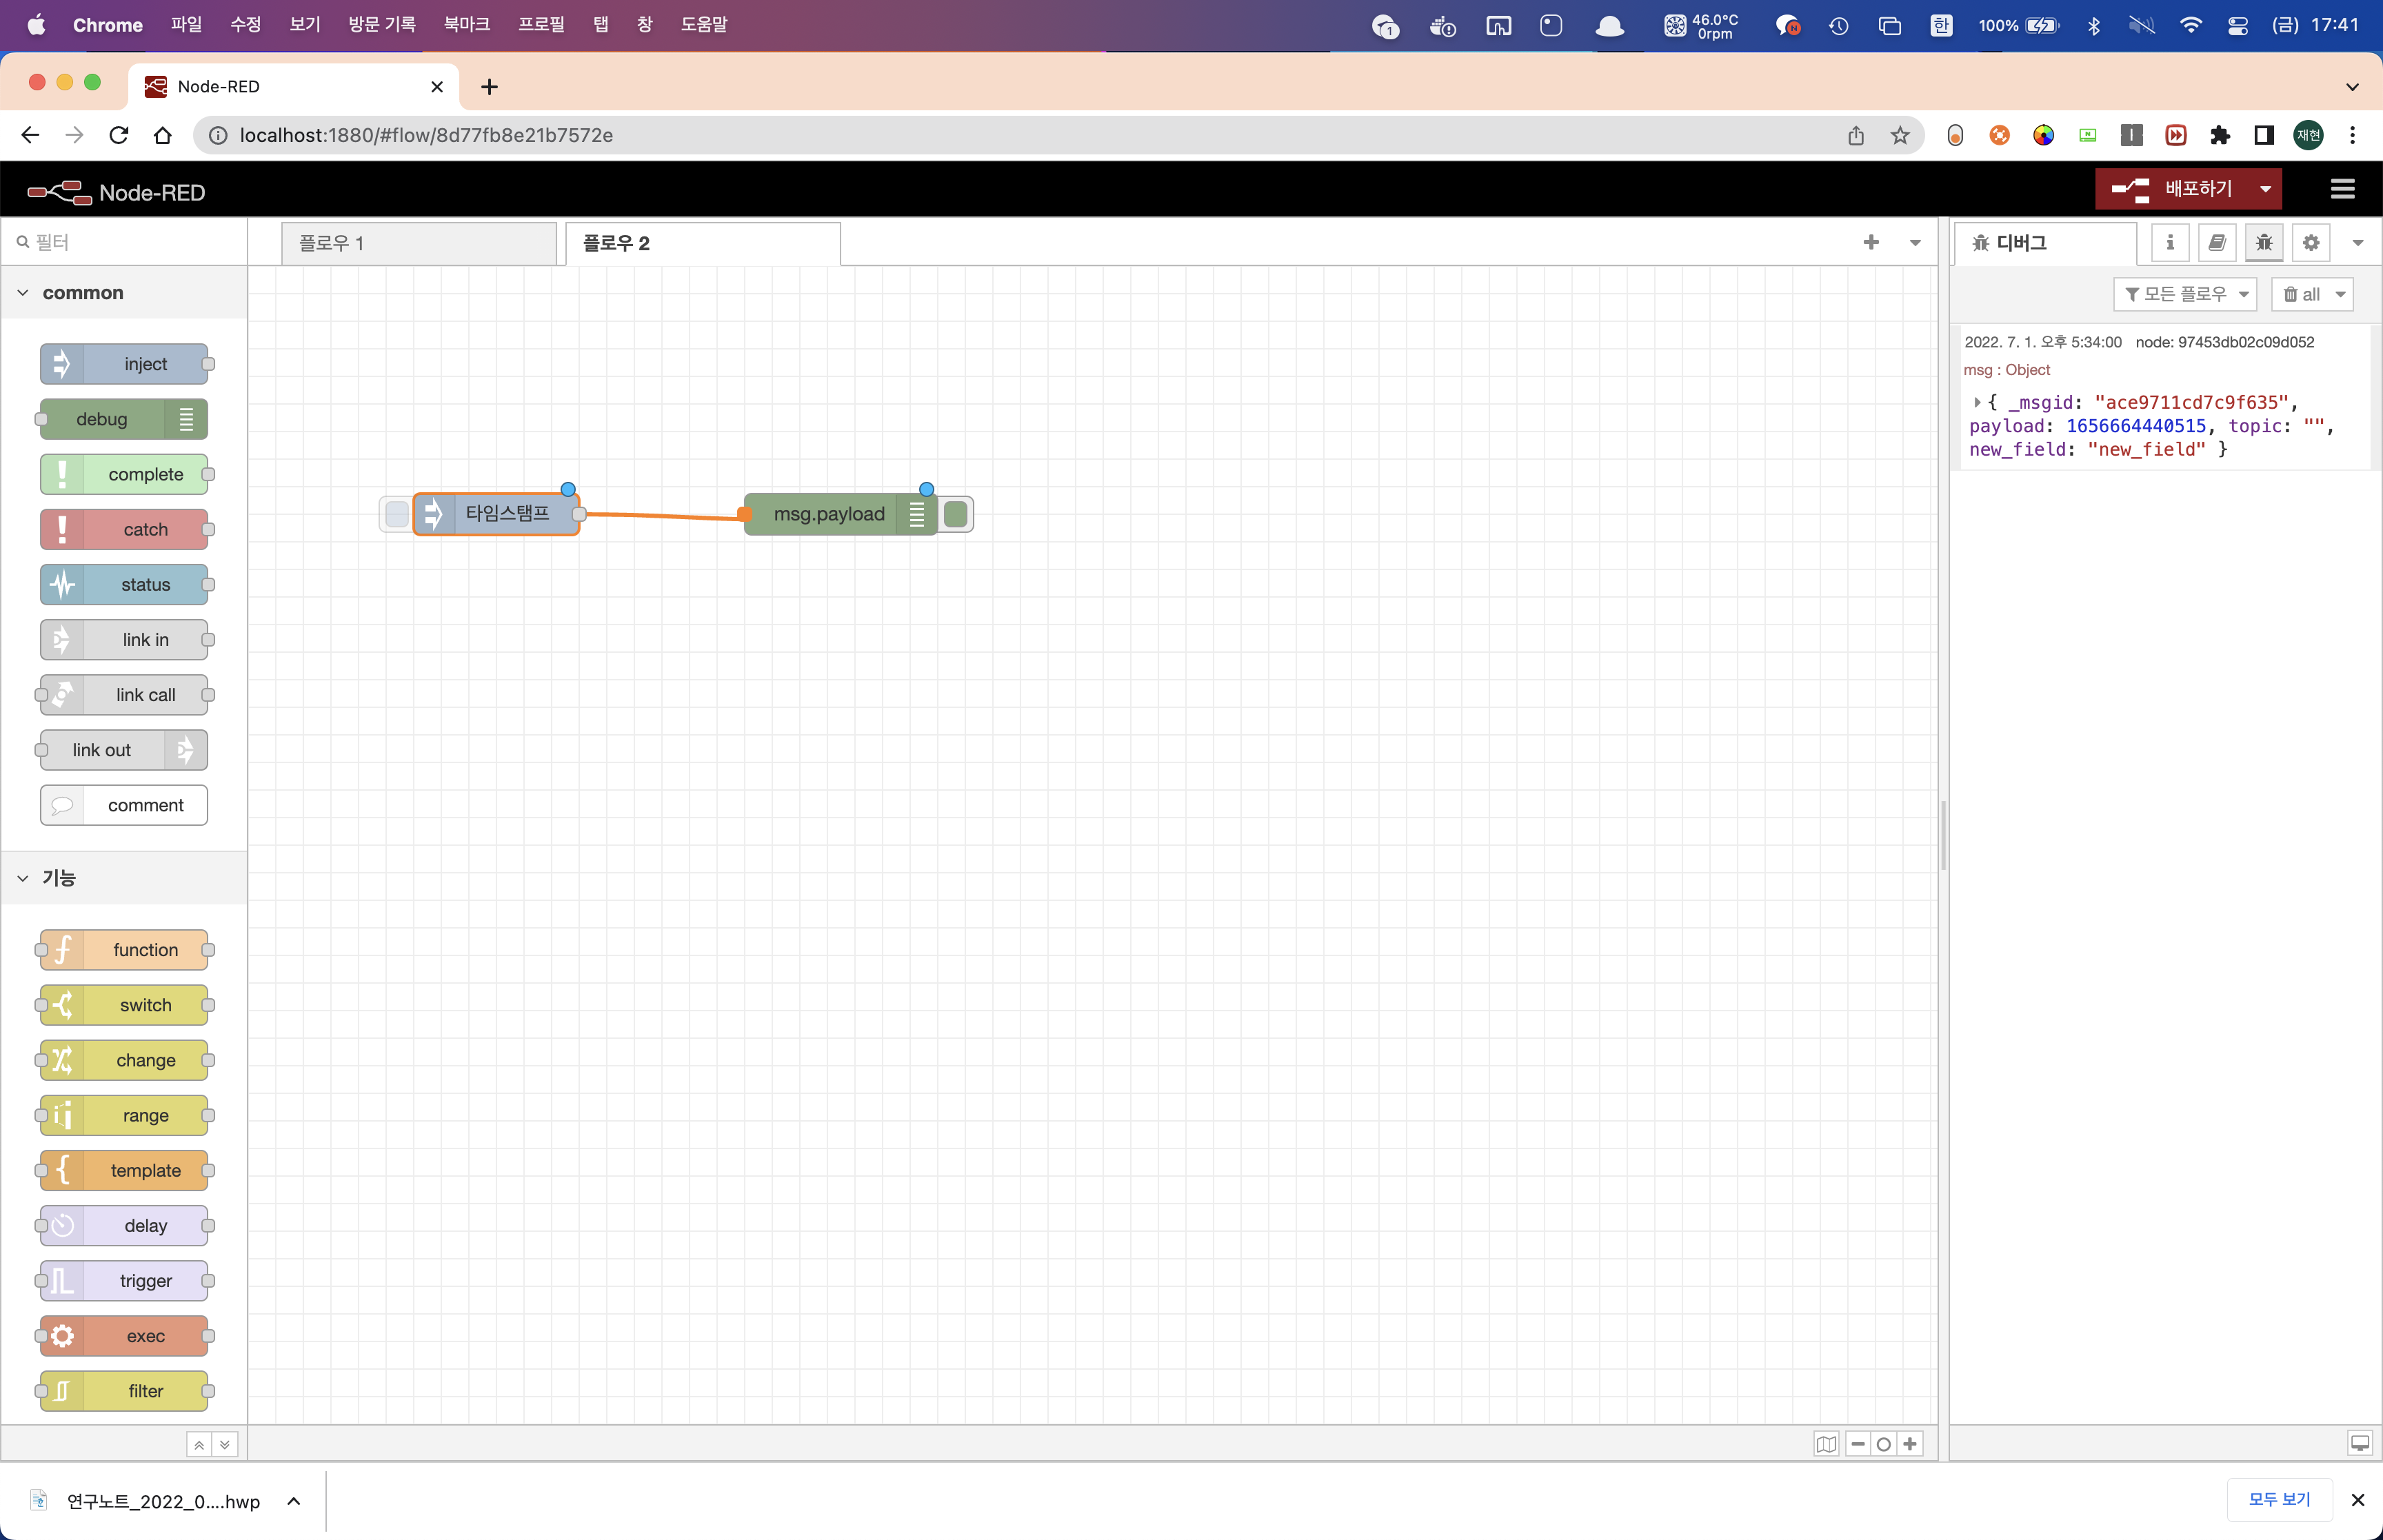 Chrome 파일 수정 보기 방문 기록 북마크 프로필 탭 창 도움말 1 46.0°C 0rpm N 한 100% (금) 17:41
Node-RED
localhost:1880/#flow/8d77fb8e21b7572e 재현
Node-RED 배포하기
필터 플로우 1 플로우 2 디버그
common
모든 플로우 all
inject
debug
complete
catch
status
link in
link call
link out
comment
기능
function
switch
change
range
template
delay
trigger
exec
filter
타임스탬프 msg.payload
2022. 7. 1. 오후 5:34:00 node: 97453db02c09d052
msg : Object
{ _msgid: "ace9711cd7c9f635",
payload: 1656664440515, topic: "",
new_field: "new_field" }
연구노트_2022_0....hwp 모두 보기